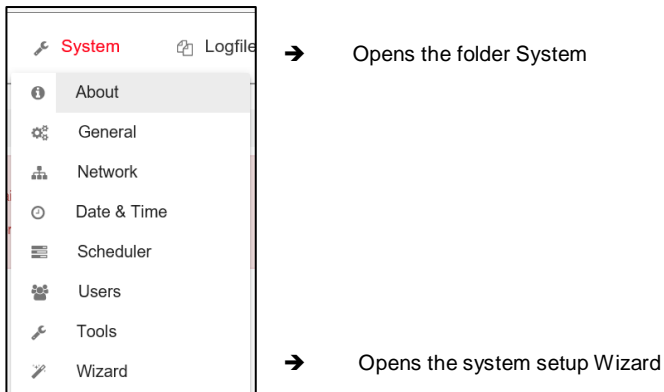 System Logfile → Opens the folder System
About
General
Network
Date & Time
Scheduler
Users
Tools
Wizard → Opens the system setup Wizard